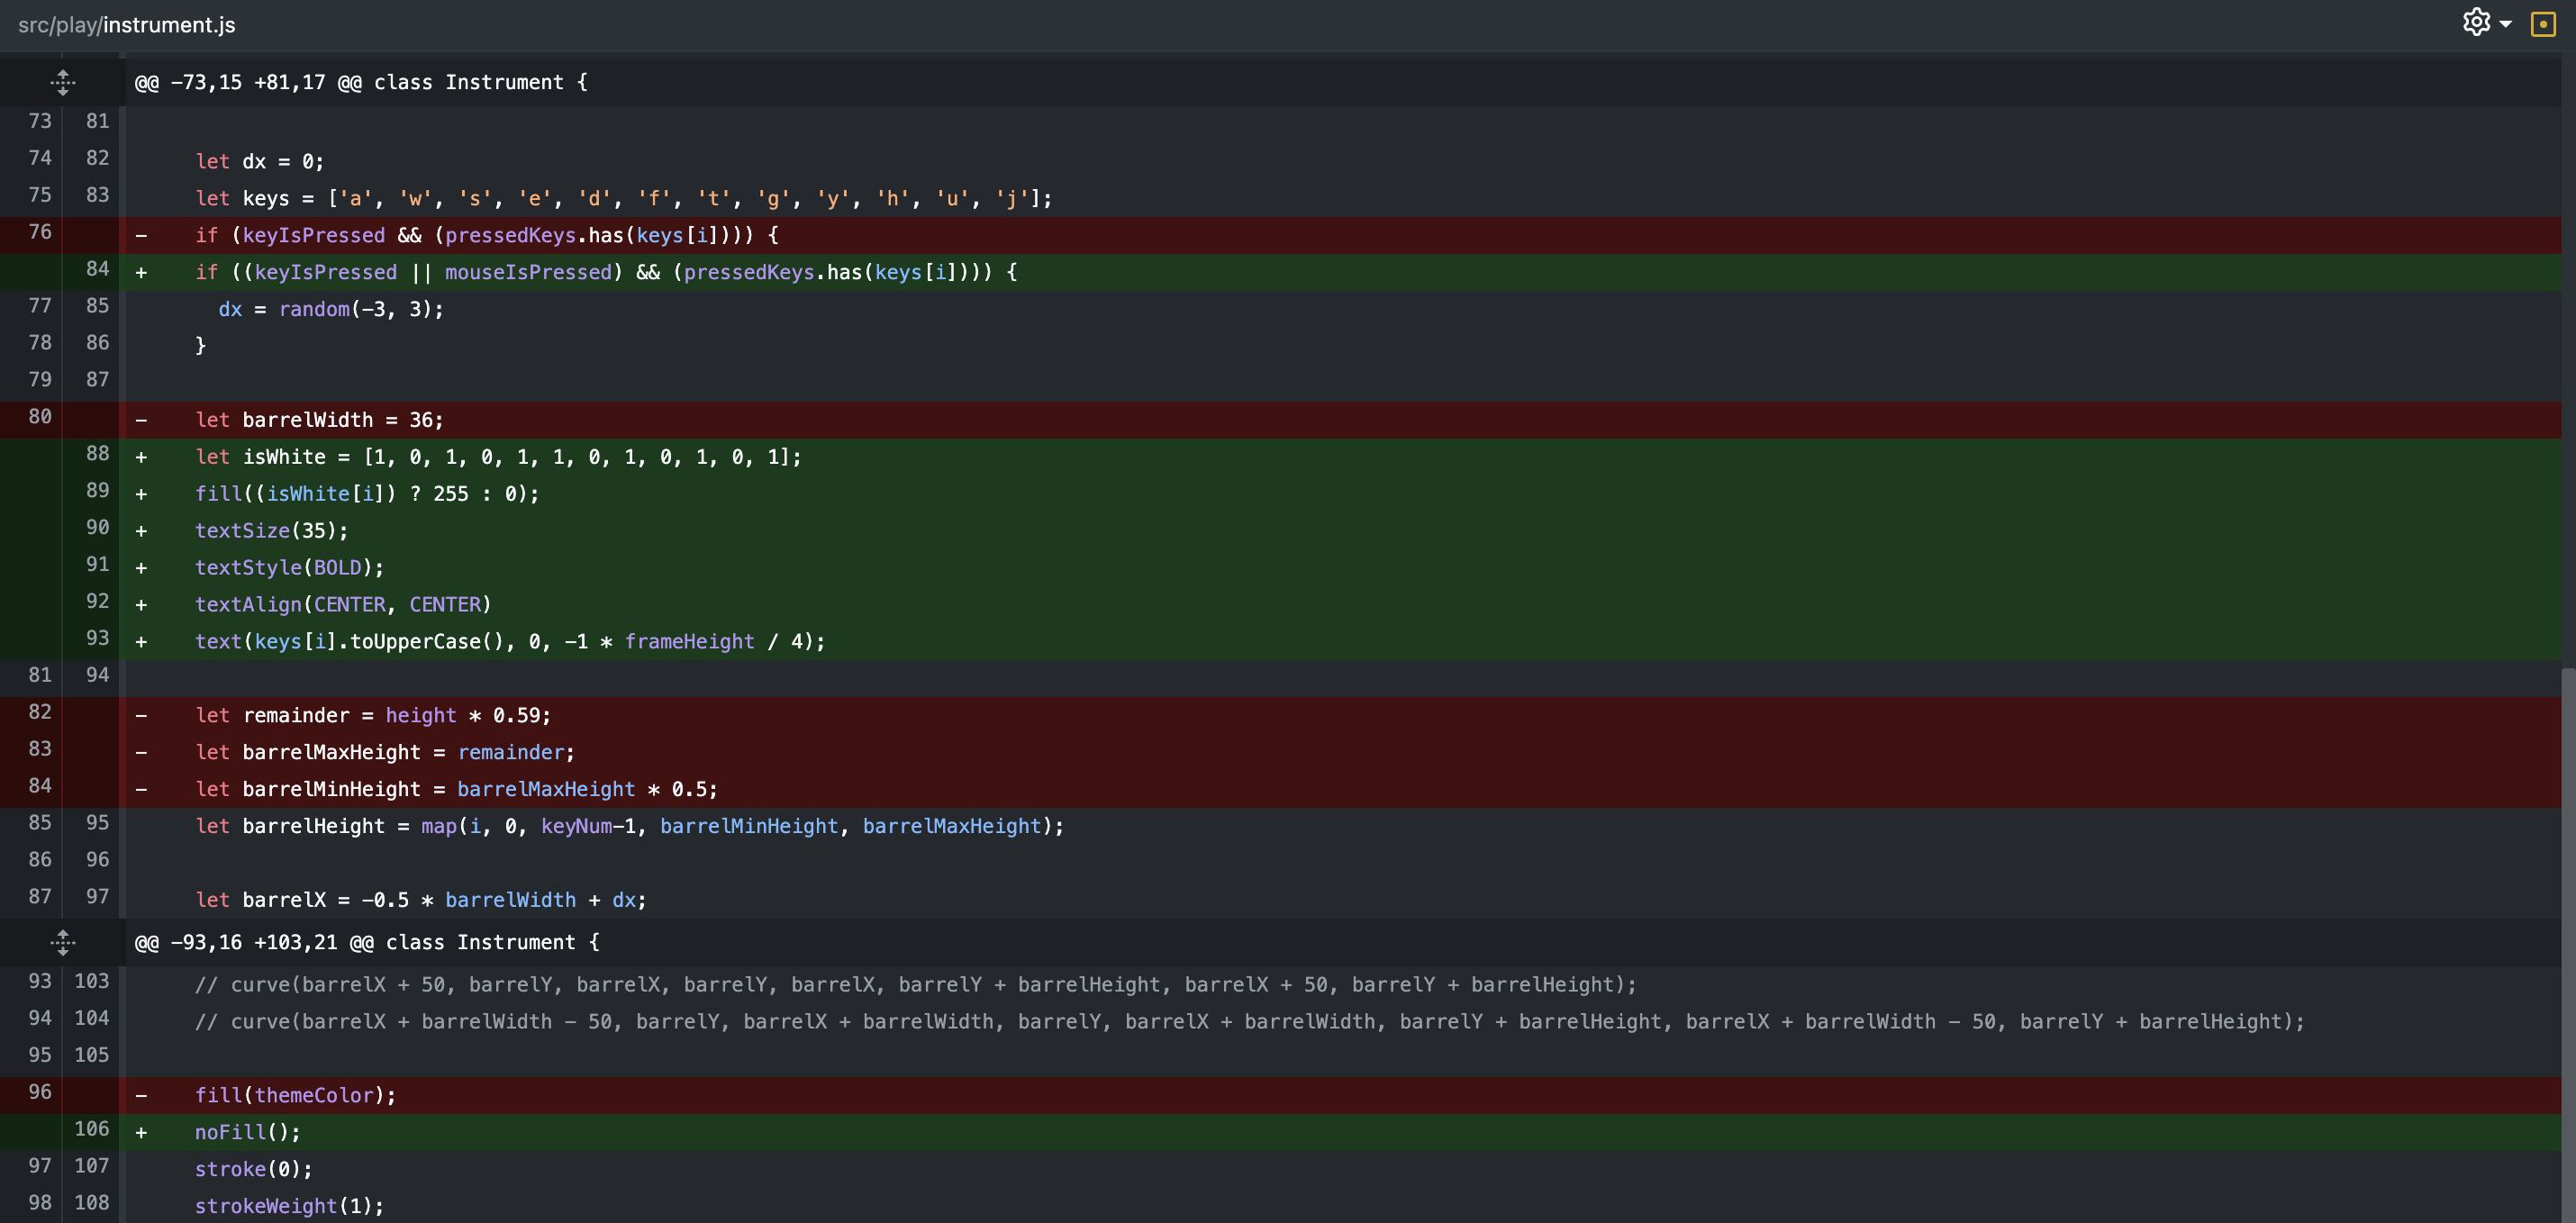 src/play/instrument.js
@@ -73,15 +81,17 @@ class Instrument {
73 81
74 82 let dx = 0;
75 83 let keys = ['a', 'w', 's', 'e', 'd', 'f', 't', 'g', 'y', 'h', 'u', 'j'];
76 - if (keyIsPressed && (pressedKeys.has(keys[i]))) {
84 + if ((keyIsPressed || mouseIsPressed) && (pressedKeys.has(keys[i]))) {
77 85 dx = random(-3, 3);
78 86 }
79 87
80 - let barrelWidth = 36;
88 + let isWhite = [1, 0, 1, 0, 1, 1, 0, 1, 0, 1, 0, 1];
89 + fill((isWhite[i]) ? 255 : 0);
90 + textSize(35);
91 + textStyle(BOLD);
92 + textAlign(CENTER, CENTER)
93 + text(keys[i].toUpperCase(), 0, -1 * frameHeight / 4);
81 94
82 - let remainder = height * 0.59;
83 - let barrelMaxHeight = remainder;
84 - let barrelMinHeight = barrelMaxHeight * 0.5;
85 95 let barrelHeight = map(i, 0, keyNum-1, barrelMinHeight, barrelMaxHeight);
86 96
87 97 let barrelX = -0.5 * barrelWidth + dx;
@@ -93,16 +103,21 @@ class Instrument {
93 103 // curve(barrelX + 50, barrelY, barrelX, barrelY, barrelX, barrelY + barrelHeight, barrelX + 50, barrelY + barrelHeight);
94 104 // curve(barrelX + barrelWidth - 50, barrelY, barrelX + barrelWidth, barrelY, barrelX + barrelWidth, barrelY + barrelHeight, barrelX + barrelWidth - 50, barrelY + barrelHeight);
95 105
96 - fill(themeColor);
106 + noFill();
97 107 stroke(0);
98 108 strokeWeight(1);